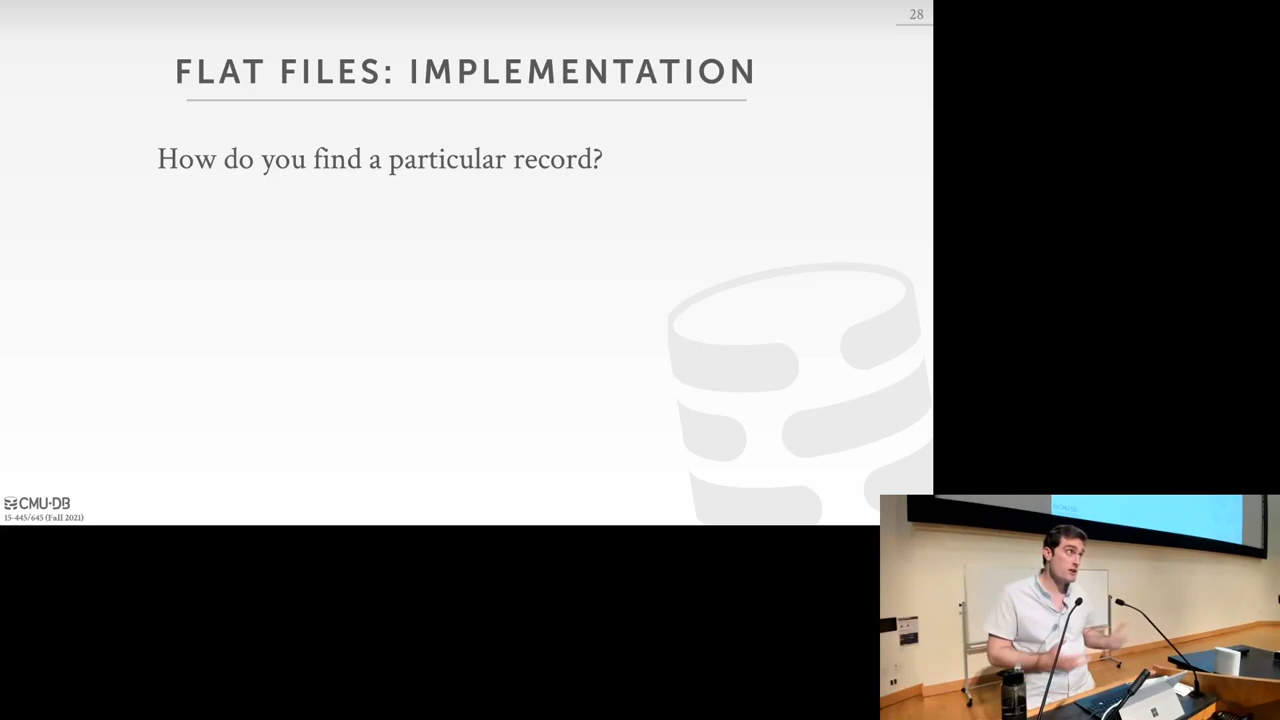 28
FLAT FILES: IMPLEMENTATION
How do you find a particular record?
CMU·DB
15-445/645 (Fall 2021)